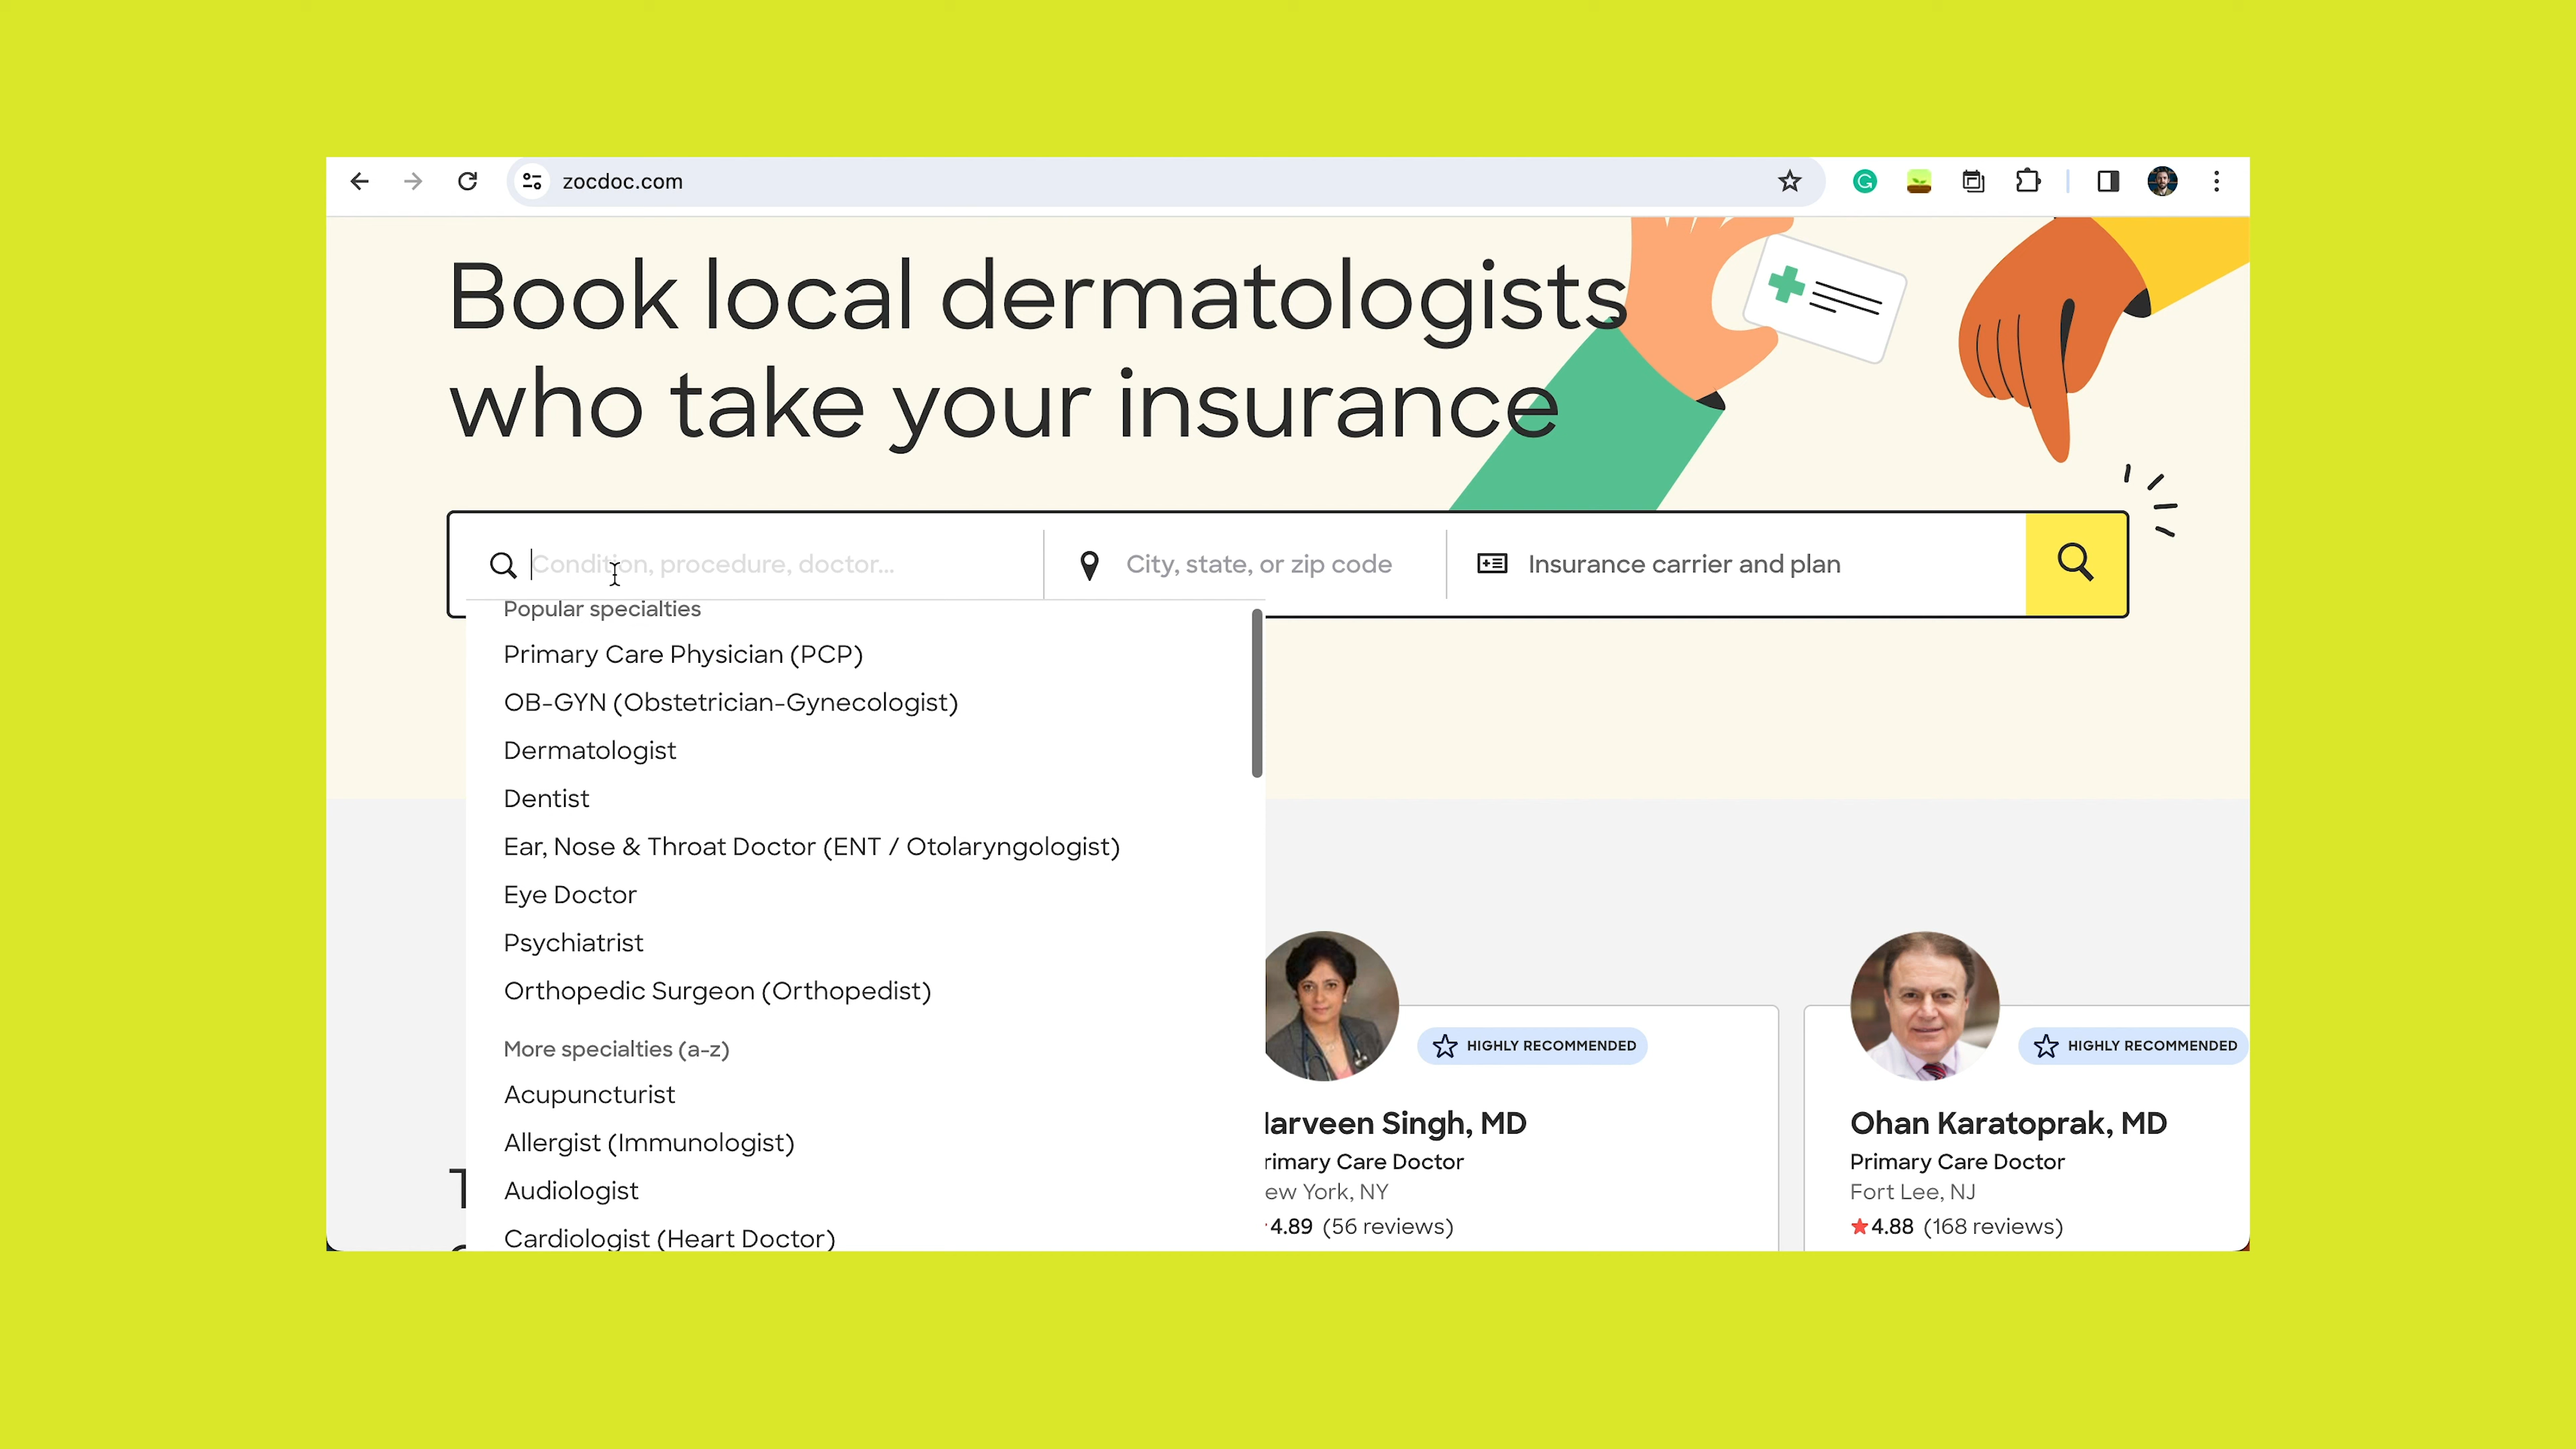 zocdoc.com
Book local dermatologists
who take your insurance
Condition, procedure, doctor...
City, state, or zip code
Insurance carrier and plan
Popular specialties
Primary Care Physician (PCP)
OB-GYN (Obstetrician-Gynecologist)
Dermatologist
Dentist
Ear, Nose & Throat Doctor (ENT / Otolaryngologist)
Eye Doctor
Psychiatrist
Orthopedic Surgeon (Orthopedist)
More specialties (a-z)
Acupuncturist
Allergist (Immunologist)
Audiologist
Cardiologist (Heart Doctor)
HIGHLY RECOMMENDED
arveen Singh, MD
rimary Care Doctor
ew York, NY
4.89 (56 reviews)
HIGHLY RECOMMENDED
Ohan Karatoprak, MD
Primary Care Doctor
Fort Lee, NJ
4.88 (168 reviews)